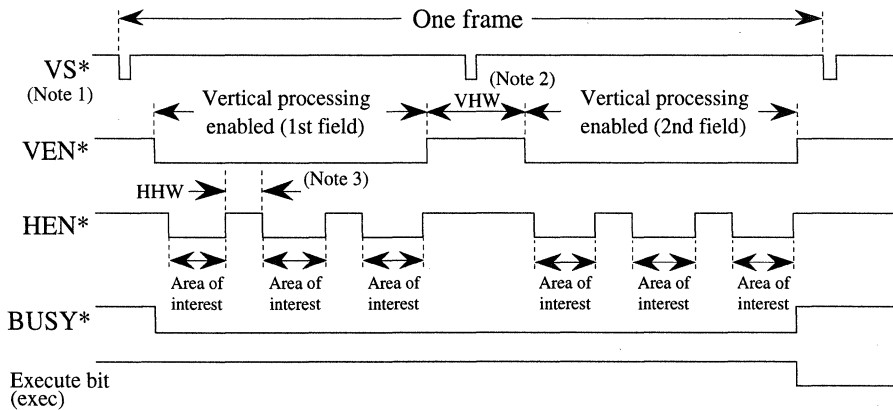 One frame
VS*
(Note 1)
(Note 2)
Vertical processing
enabled (1st field)
VHW
Vertical processing
enabled (2nd field)
VEN*
HHW
(Note 3)
HEN*
Area of
interest
Area of
interest
Area of
interest
Area of
interest
Area of
interest
Area of
interest
BUSY*
Execute bit
(exec)